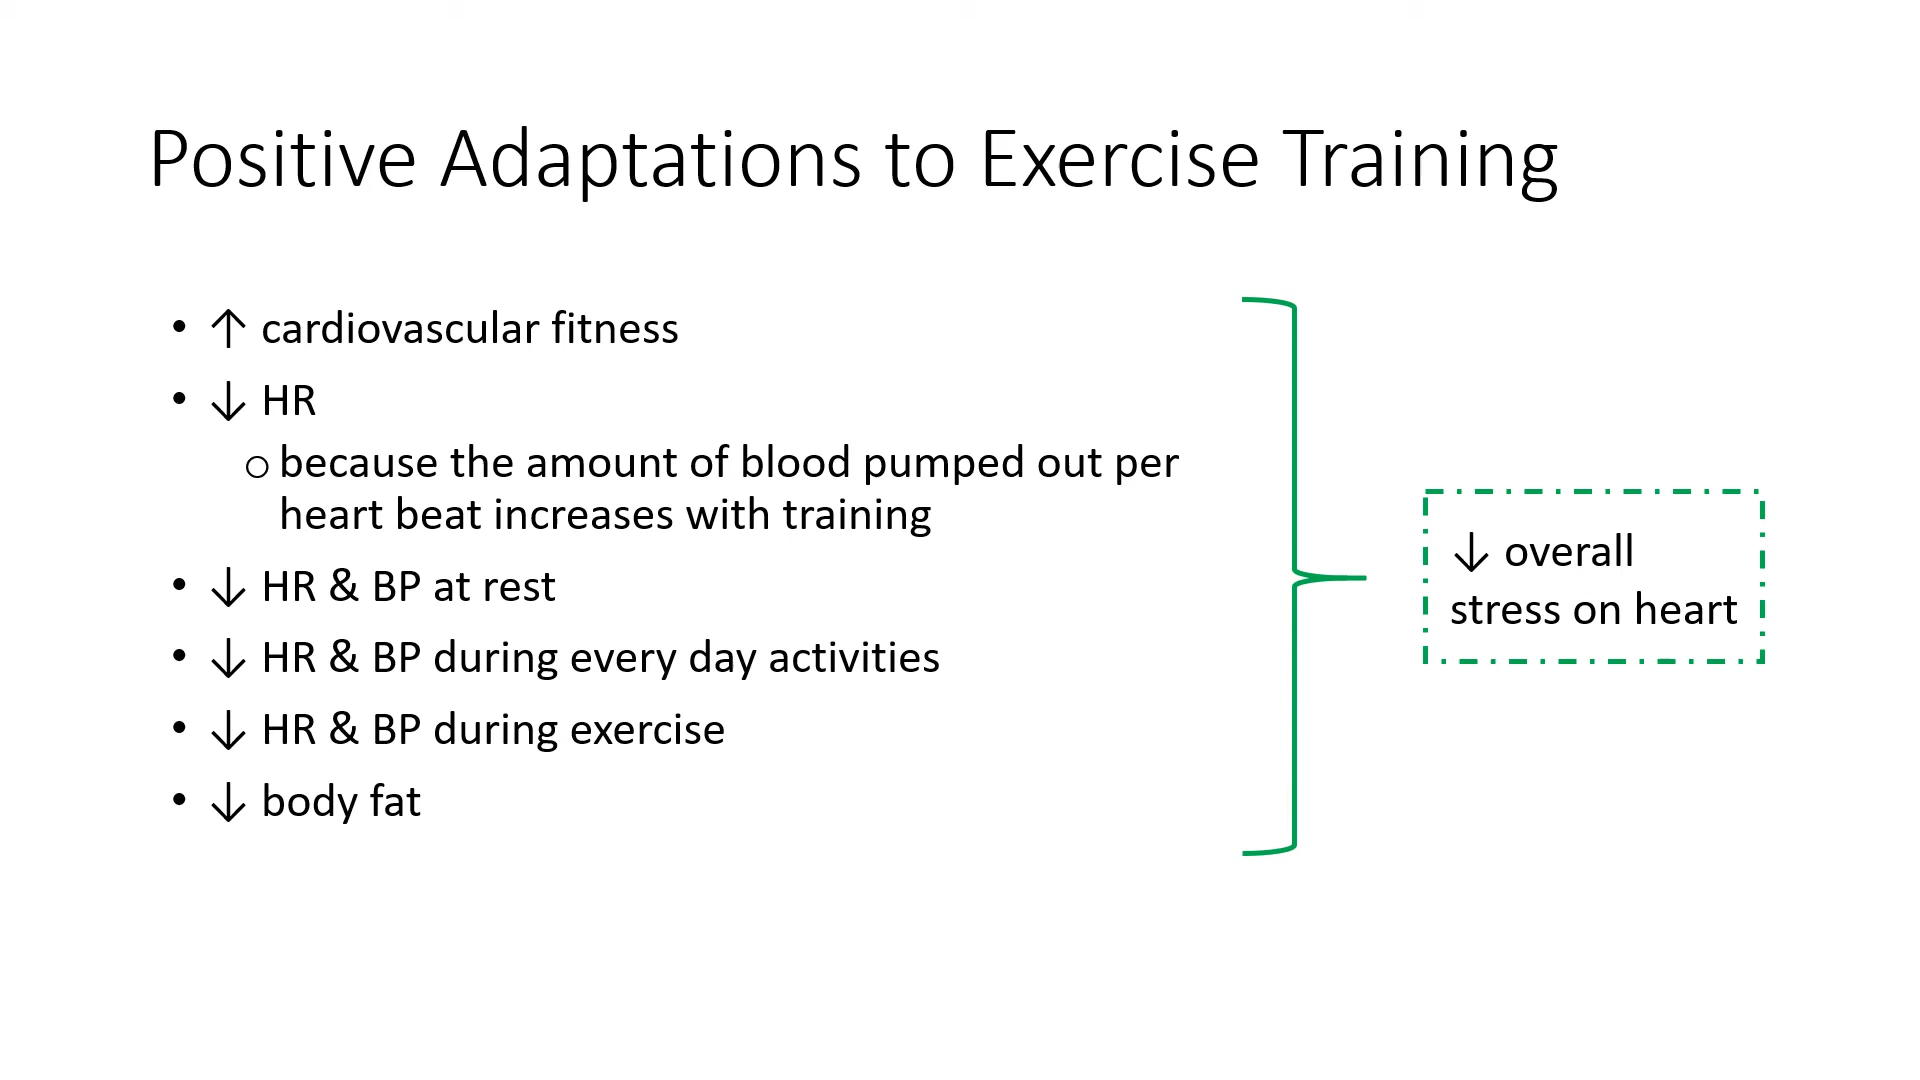 Positive Adaptations to Exercise Training
• ↑ cardiovascular fitness
• ↓ HR
o because the amount of blood pumped out per
heart beat increases with training
• ↓ HR & BP at rest
• ↓ HR & BP during every day activities
• ↓ HR & BP during exercise
• ↓ body fat
↓ overall
stress on heart